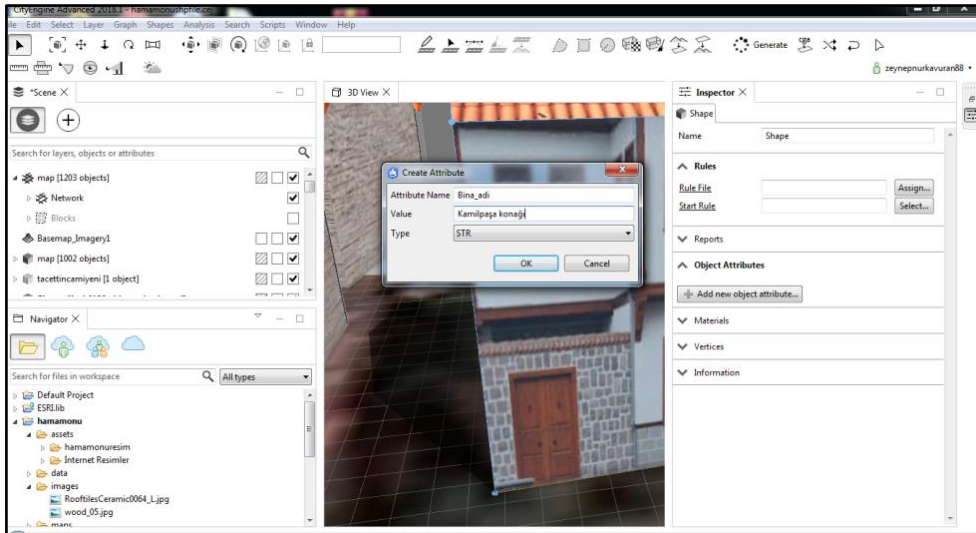 CityEngine Advanced 2018.1 - hamamonushpfile.cej
le Edit Select Layer Graph Shapes Analysis Search Scripts Window Help
Generate
zeynepnurkavuran88
*Scene
Search for layers, objects or attributes
map [1203 objects]
Network
Blocks
Basemap_Imagery1
map [1002 objects]
tacettincamiyeni [1 object]
Navigator
Search for files in workspace
All types
Default Project
ESRI.lib
hamamonu
assets
hamamonuresim
Internet Resimler
data
images
RooftilesCeramic0064_L.jpg
wood_05.jpg
maps
3D View
Create Attribute
Attribute Name Bina_adi
Value Kamilpaşa konağı
Type STR
OK Cancel
Inspector
Shape
Name Shape
Rules
Rule File Assign...
Start Rule Select...
Reports
Object Attributes
Add new object attribute...
Materials
Vertices
Information